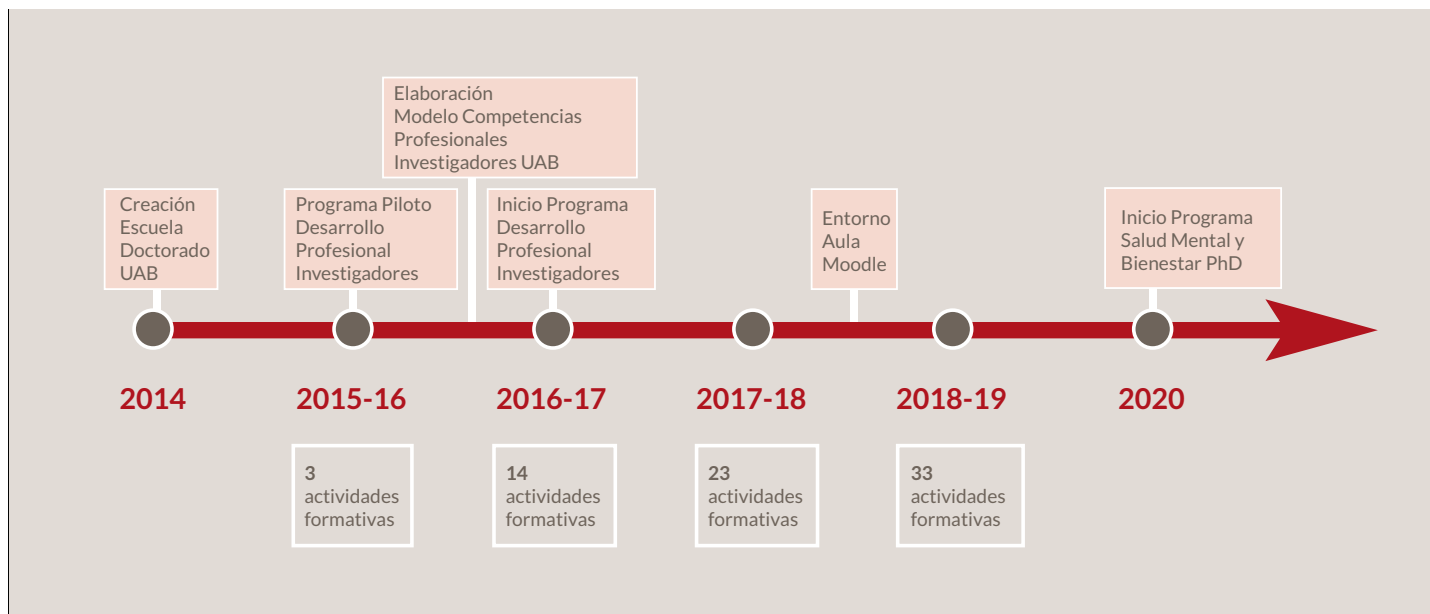 Elaboración
Modelo Competencias
Profesionales
Investigadores UAB
Creación
Escuela
Doctorado
UAB
Programa Piloto
Desarrollo
Profesional
Investigadores
Inicio Programa
Desarrollo
Profesional
Investigadores
Entorno
Aula
Moodle
Inicio Programa
Salud Mental y
Bienestar PhD
2014
2015-16
2016-17
2017-18
2018-19
2020
3
actividades
formativas
14
actividades
formativas
23
actividades
formativas
33
actividades
formativas